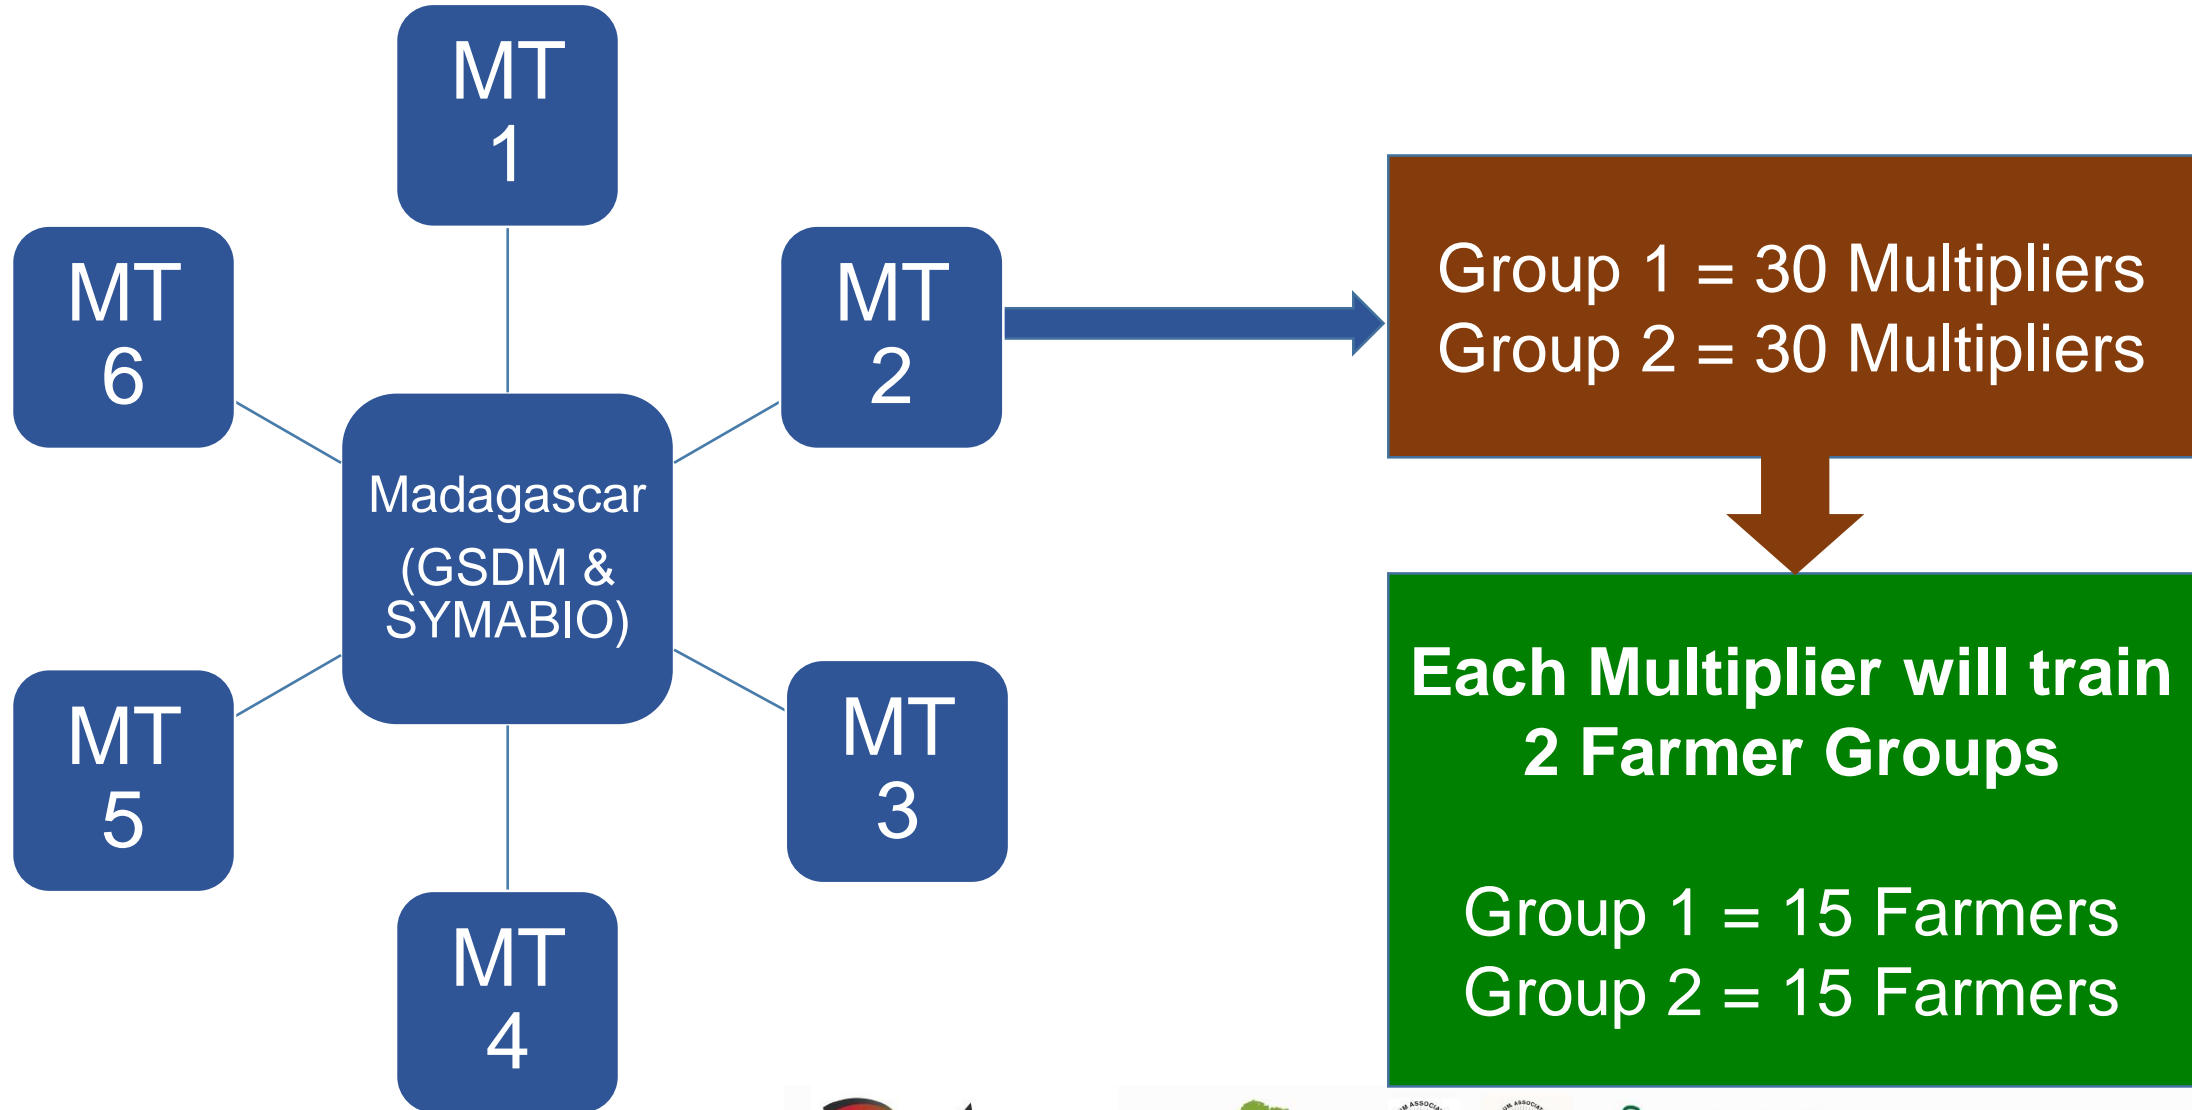 MT
1
MT
2
MT
3
MT
4
MT
5
MT
6
Madagascar
(GSDM &
SYMABIO)
Group 1 = 30 Multipliers
Group 2 = 30 Multipliers
Each Multiplier will train
2 Farmer Groups
Group 1 = 15 Farmers
Group 2 = 15 Farmers